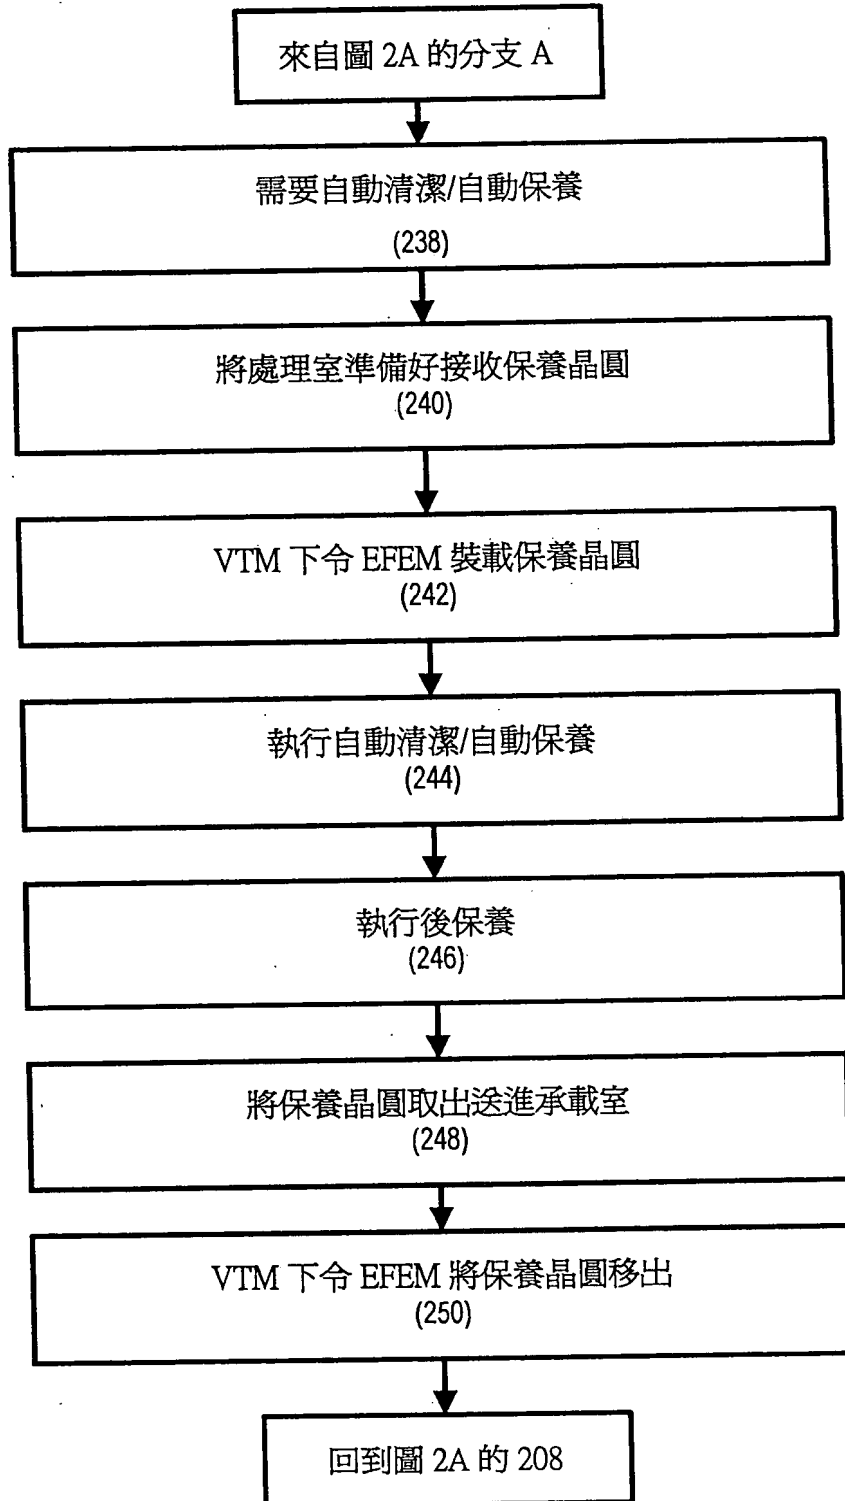 來自圖 2A 的分支 A
需要自動清潔/自動保養
(238)
將處理室準備好接收保養晶圓
(240)
VTM 下令 EFEM 裝載保養晶圓
(242)
執行自動清潔/自動保養
(244)
執行後保養
(246)
將保養晶圓取出送進承載室
(248)
VTM 下令 EFEM 將保養晶圓移出
(250)
回到圖 2A 的 208